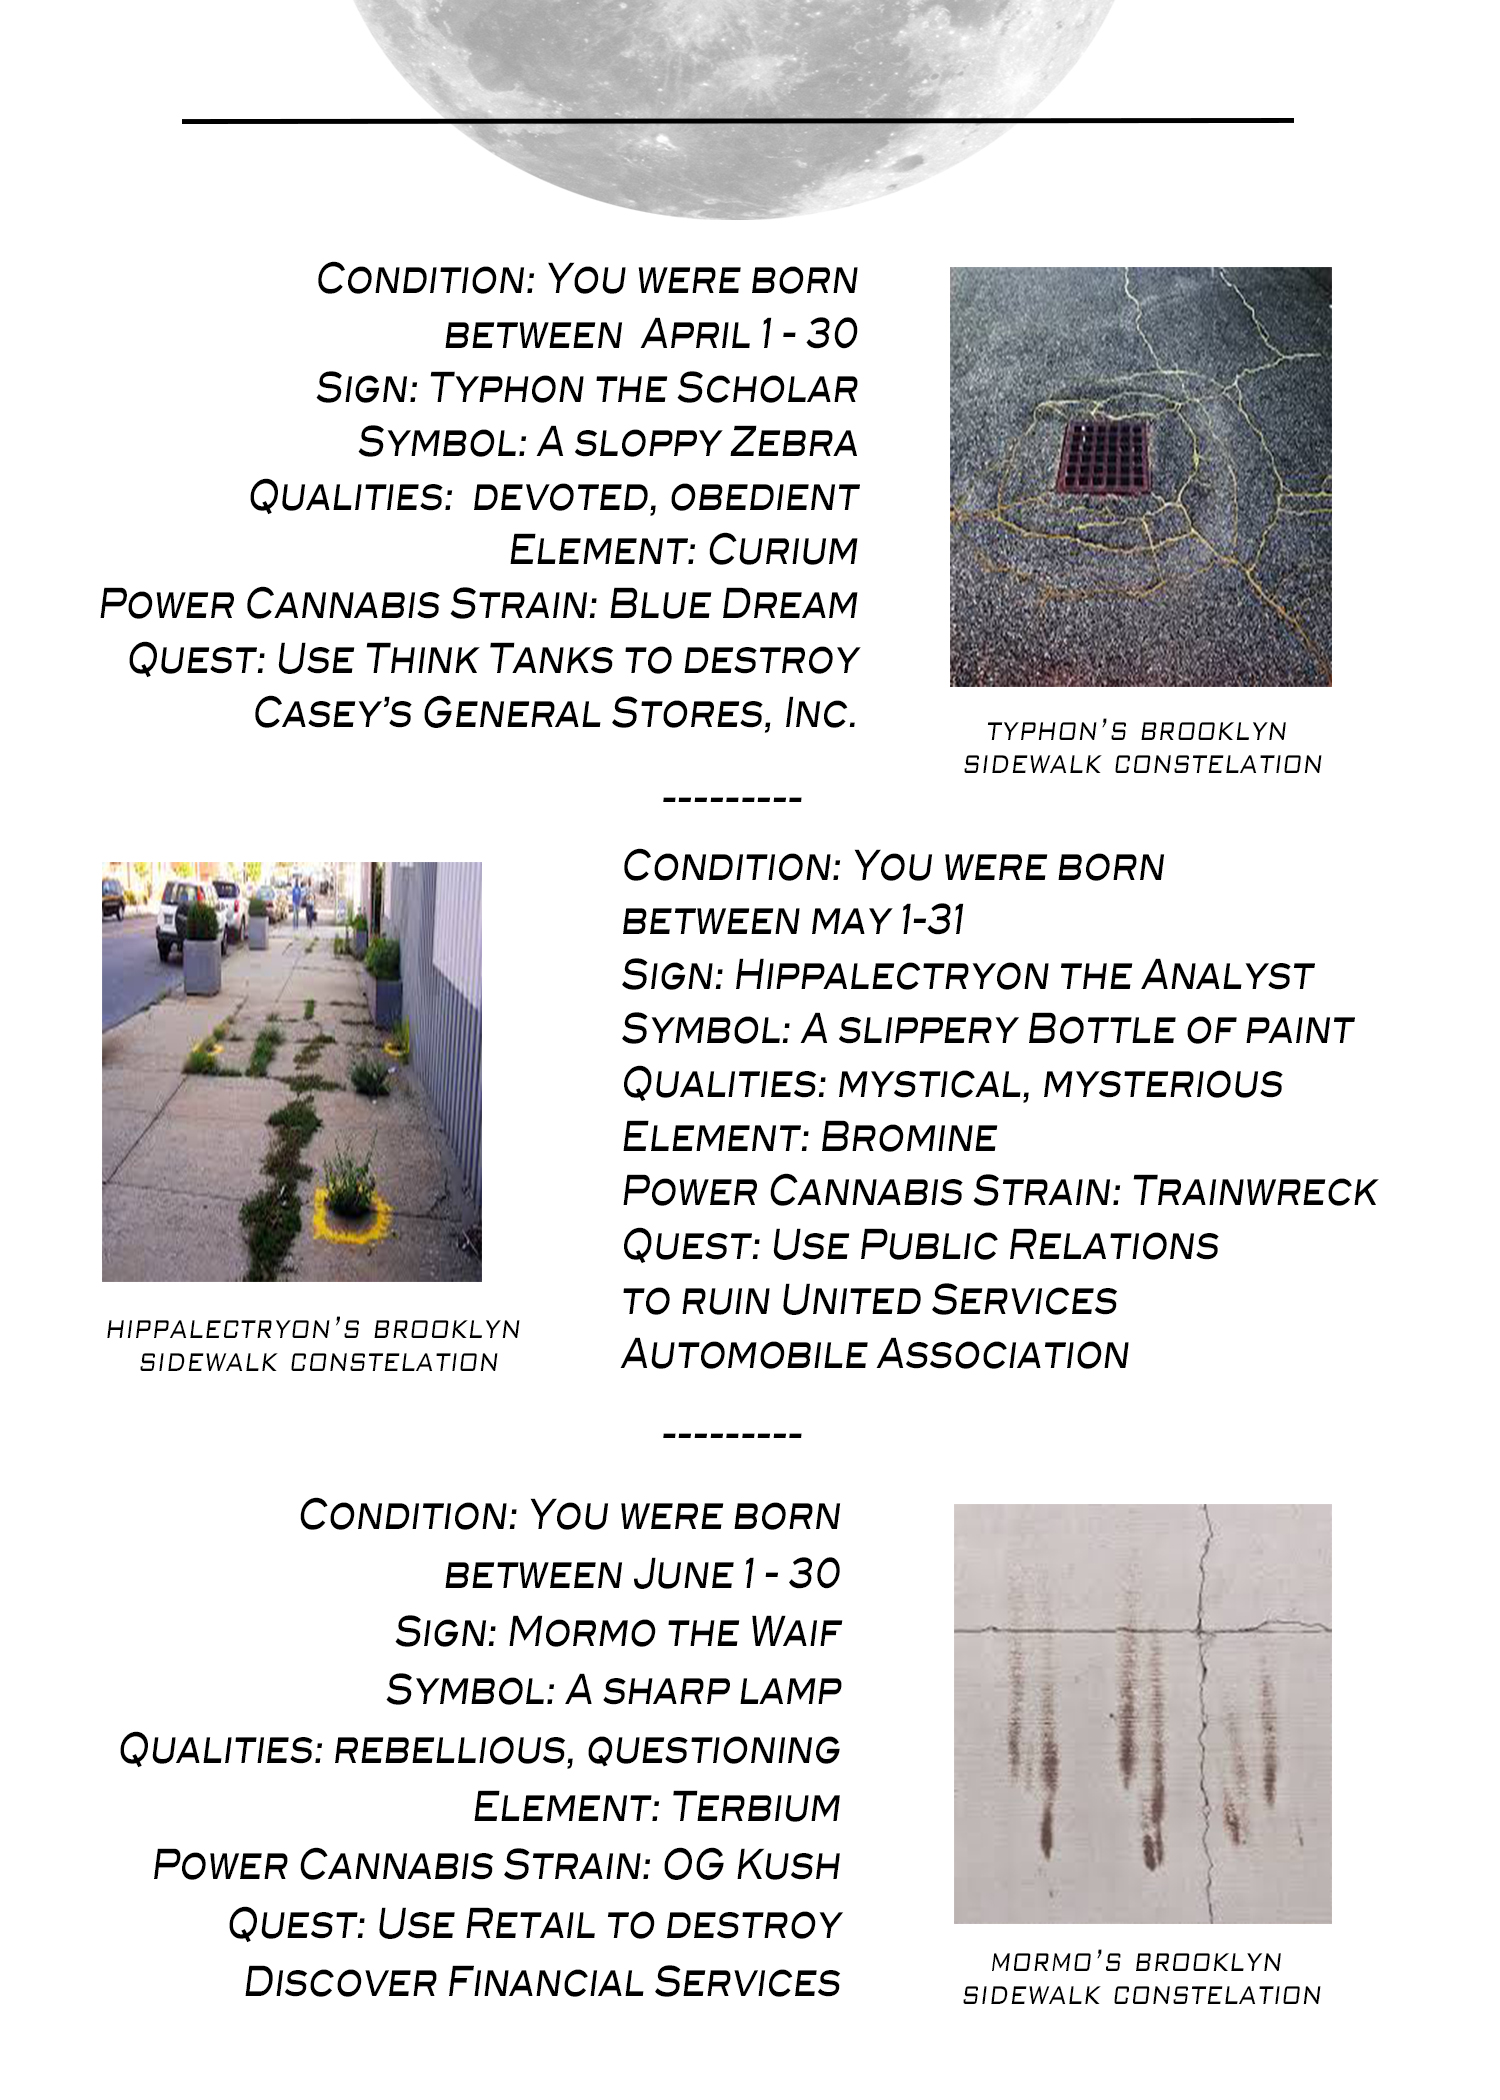 Condition: You were born
between April 1 - 30
Sign: Typhon the Scholar
Symbol: A sloppy Zebra
Qualities: devoted, obedient
Element: Curium
Power Cannabis Strain: Blue Dream
Quest: Use Think Tanks to destroy
Casey's General Stores, Inc.
TYPHON'S BROOKLYN
SIDEWALK CONSTELATION
---------
Condition: You were born
between may 1-31
Sign: Hippalectryon the Analyst
Symbol: A slippery Bottle of paint
Qualities: mystical, mysterious
Element: Bromine
Power Cannabis Strain: Trainwreck
Quest: Use Public Relations
to ruin United Services
Automobile Association
HIPPALECTRYON'S BROOKLYN
SIDEWALK CONSTELATION
---------
Condition: You were born
between June 1 - 30
Sign: Mormo the Waif
Symbol: A sharp lamp
Qualities: rebellious, questioning
Element: Terbium
Power Cannabis Strain: OG Kush
Quest: Use Retail to destroy
Discover Financial Services
MORMO'S BROOKLYN
SIDEWALK CONSTELATION